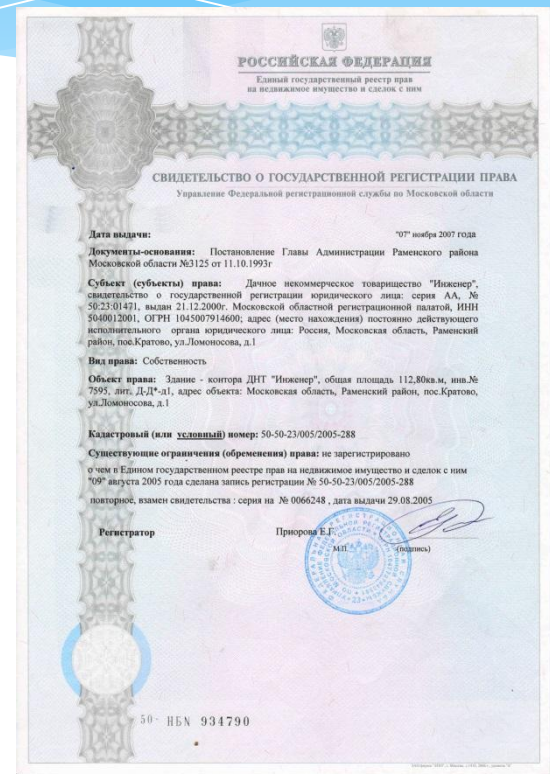 РОССИЙСКАЯ ФЕДЕРАЦИЯ
Единый государственный реестр прав
на недвижимое имущество и сделок с ним
СВИДЕТЕЛЬСТВО О ГОСУДАРСТВЕННОЙ РЕГИСТРАЦИИ ПРАВА
Управление Федеральной регистрационной службы по Московской области
Дата выдачи: "07" ноября 2007 года
Документы-основания: Постановление Главы Администрации Раменского района
Московской области №3125 от 11.10.1993г
Субъект (субъекты) права: Дачное некоммерческое товарищество "Инженер",
свидетельство о государственной регистрации юридического лица: серия АА, №
50:23:01471, выдан 21.12.2000г. Московской областной регистрационной палатой, ИНН
5040012001, ОГРН 1045007914600; адрес (место нахождения) постоянно действующего
исполнительного органа юридического лица: Россия, Московская область, Раменский
район, пос.Кратово, ул.Ломоносова, д.1
Вид права: Собственность
Объект права: Здание - контора ДНТ "Инженер", общая площадь 112,80кв.м, инв.№
7595, лит. Д-Д*-д1, адрес объекта: Московская область, Раменский район, пос.Кратово,
ул.Ломоносова, д.1
Кадастровый (или условный) номер: 50-50-23/005/2005-288
Существующие ограничения (обременения) права: не зарегистрировано
о чем в Едином государственном реестре прав на недвижимое имущество и сделок с ним
"09" августа 2005 года сделана запись регистрации № 50-50-23/005/2005-288
повторное, взамен свидетельства : серия на № 0066248 , дата выдачи 29.08.2005
Регистратор Приорова Е.Г.
М.П. (подпись)
50- НБN 934790